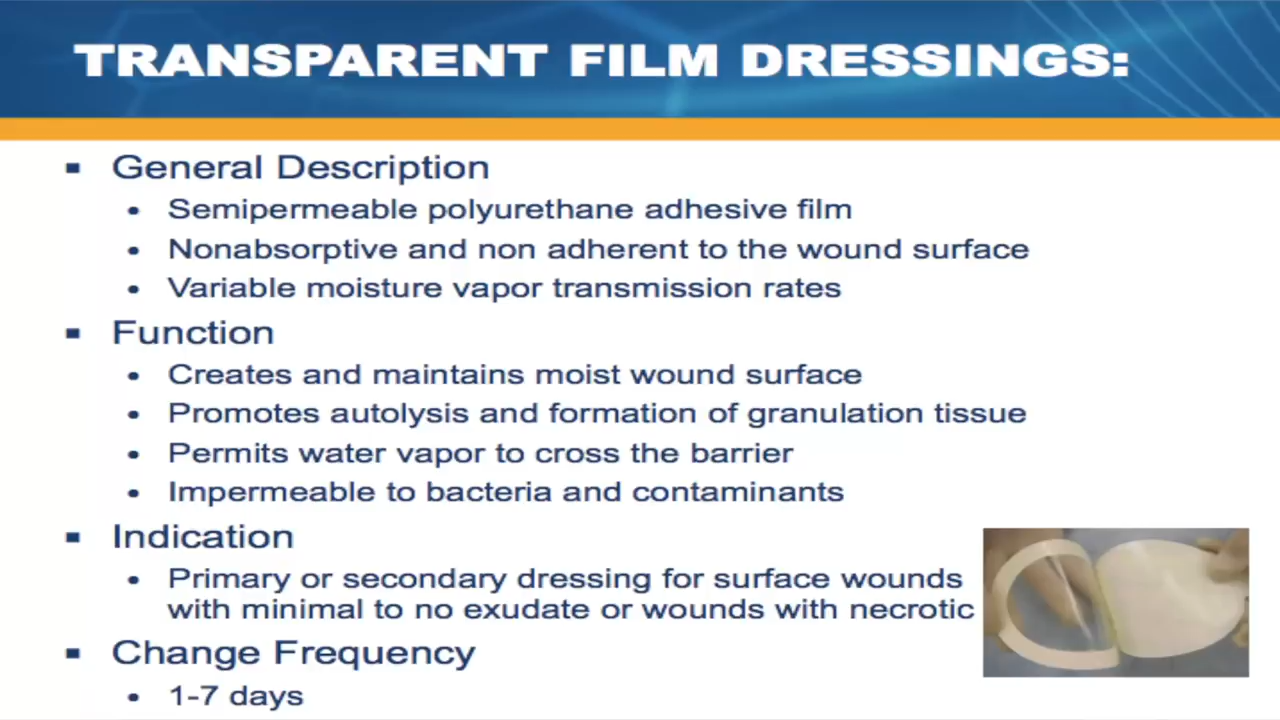 TRANSPARENT FILM DRESSINGS:
▪ General Description
• Semipermeable polyurethane adhesive film
• Nonabsorptive and non adherent to the wound surface
• Variable moisture vapor transmission rates
▪ Function
• Creates and maintains moist wound surface
• Promotes autolysis and formation of granulation tissue
• Permits water vapor to cross the barrier
• Impermeable to bacteria and contaminants
▪ Indication
• Primary or secondary dressing for surface wounds
with minimal to no exudate or wounds with necrotic
▪ Change Frequency
• 1-7 days